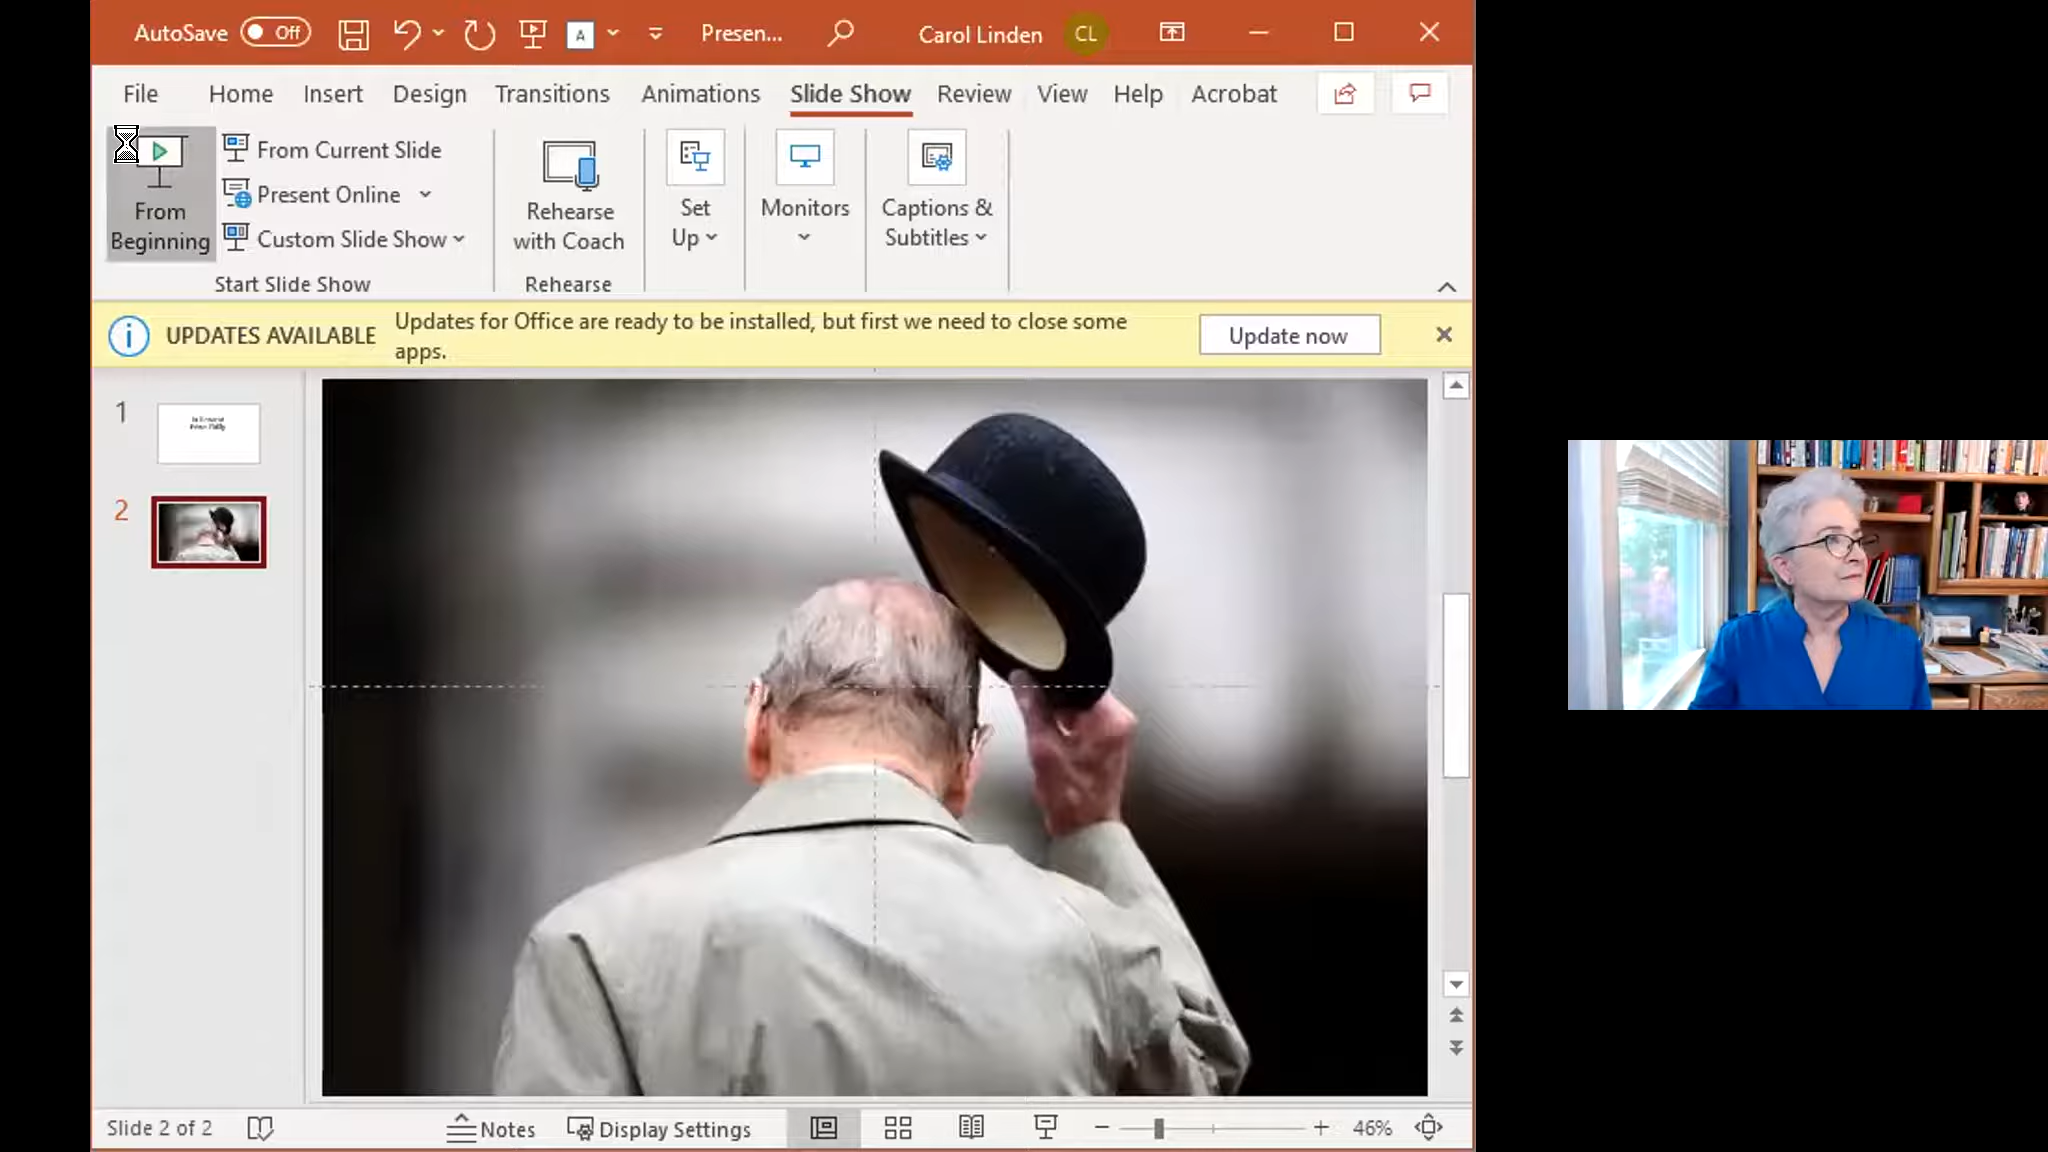 AutoSave Off A Presen... Carol Linden CL
File Home Insert Design Transitions Animations Slide Show Review View Help Acrobat
From Beginning
From Current Slide
Present Online
Custom Slide Show
Start Slide Show
Rehearse with Coach
Rehearse
Set Up
Monitors
Captions & Subtitles
UPDATES AVAILABLE
Updates for Office are ready to be installed, but first we need to close some
apps.
Update now
1
2
Slide 2 of 2 Notes Display Settings 46%